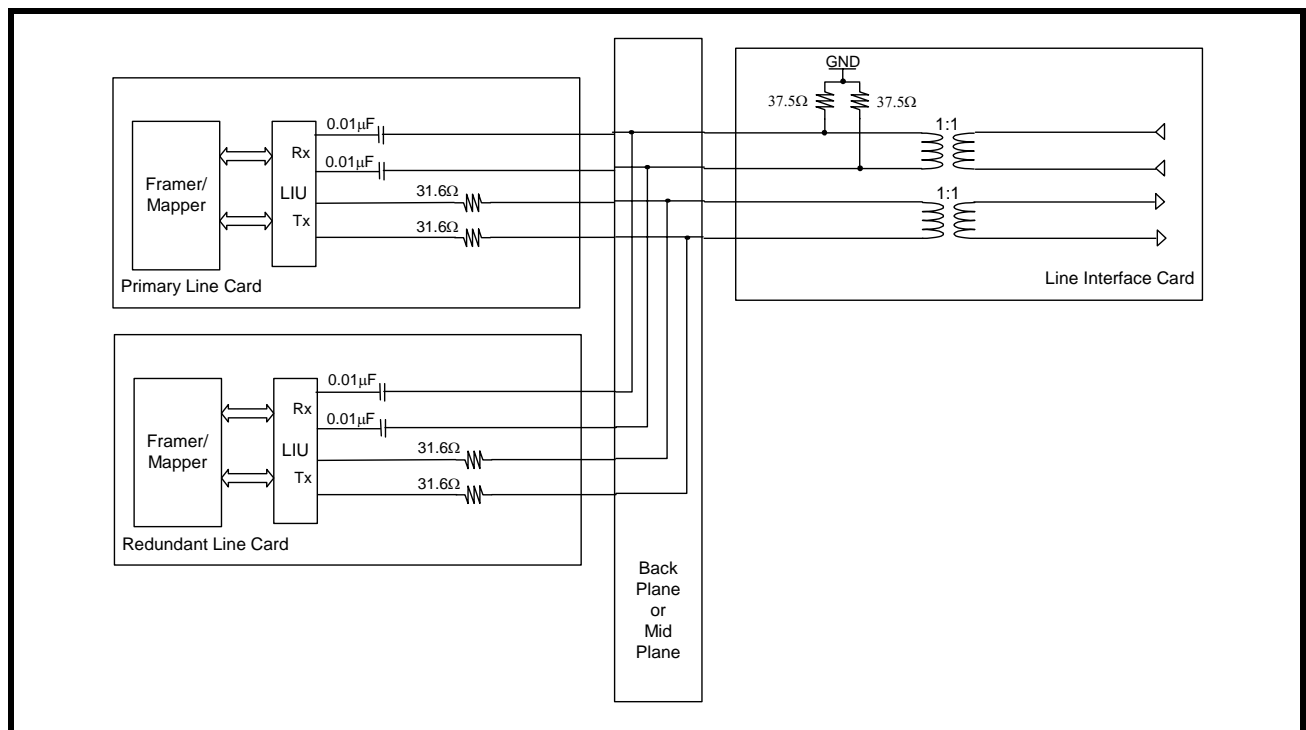 GND
37.5Ω
37.5Ω
0.01μF
1:1
Rx
0.01μF
Framer/
Mapper
LIU
31.6Ω
1:1
Tx
31.6Ω
Primary Line Card
Line Interface Card
0.01μF
Rx
0.01μF
Framer/
Mapper
LIU
31.6Ω
Tx
31.6Ω
Redundant Line Card
Back
Plane
or
Mid
Plane